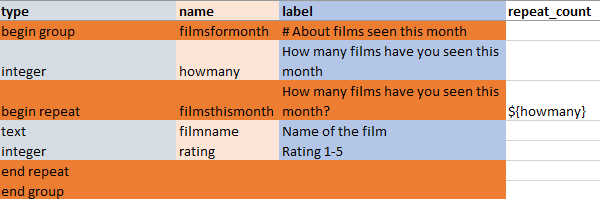 type name label repeat_count
begin group filmsformonth # About films seen this month
How many films have you seen this
integer howmany month
How many films have you seen this
begin repeat filmsthismonth month? ${howmany}
text filmname Name of the film
integer rating Rating 1-5
end repeat
end group